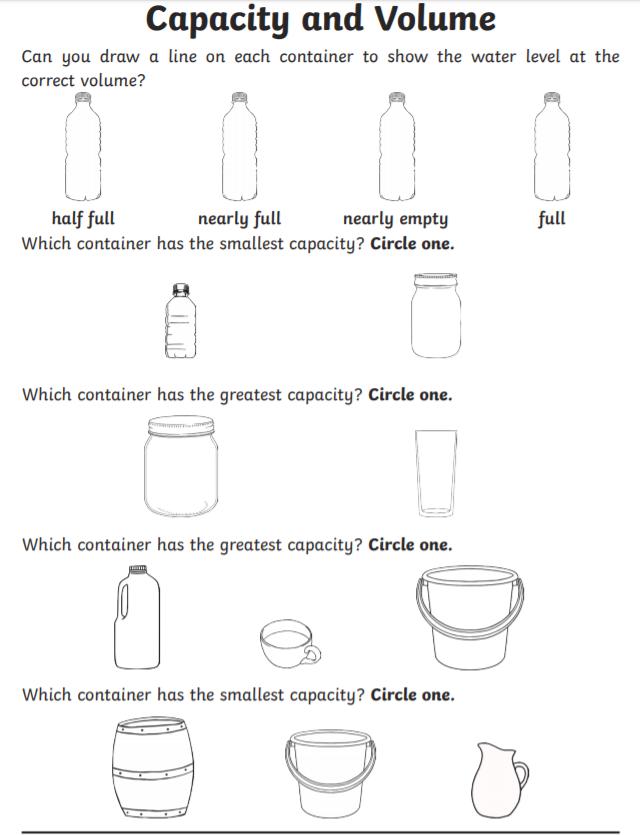 Capacity and Volume
Can you draw a line on each container to show the water level at the
correct volume?
half full nearly full nearly empty full
Which container has the smallest capacity? Circle one.
Which container has the greatest capacity? Circle one.
Which container has the greatest capacity? Circle one.
Which container has the smallest capacity? Circle one.